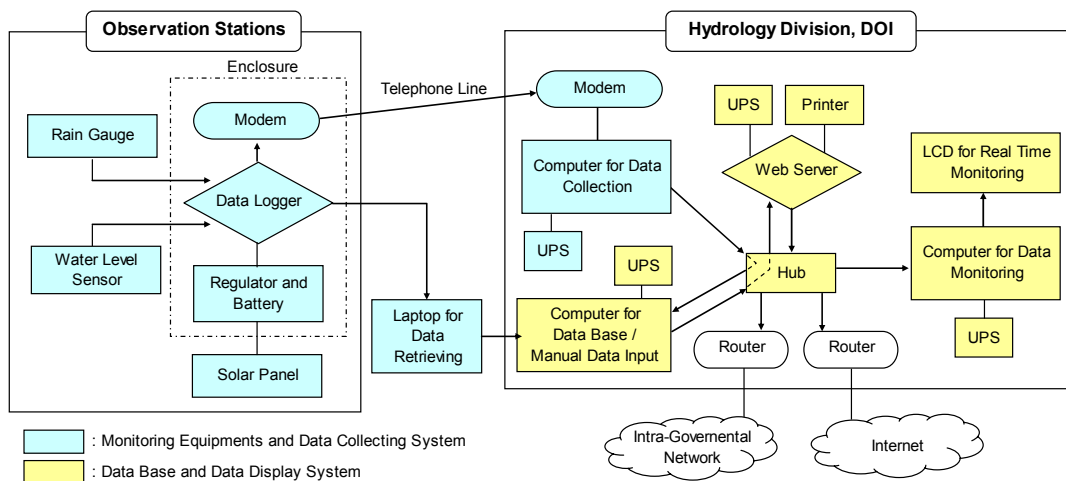 Observation Stations
Hydrology Division, DOI
Enclosure
Telephone Line
Modem
Modem
UPS
Printer
Rain Gauge
Computer for Data
Collection
Web Server
LCD for Real Time
Monitoring
Data Logger
UPS
Water Level
Sensor
UPS
Hub
Computer for Data
Monitoring
Regulator and
Battery
Laptop for
Data
Retrieving
Computer for
Data Base /
Manual Data Input
Router
Router
UPS
Solar Panel
Intra-Governental
Network
Internet
: Monitoring Equipments and Data Collecting System
: Data Base and Data Display System